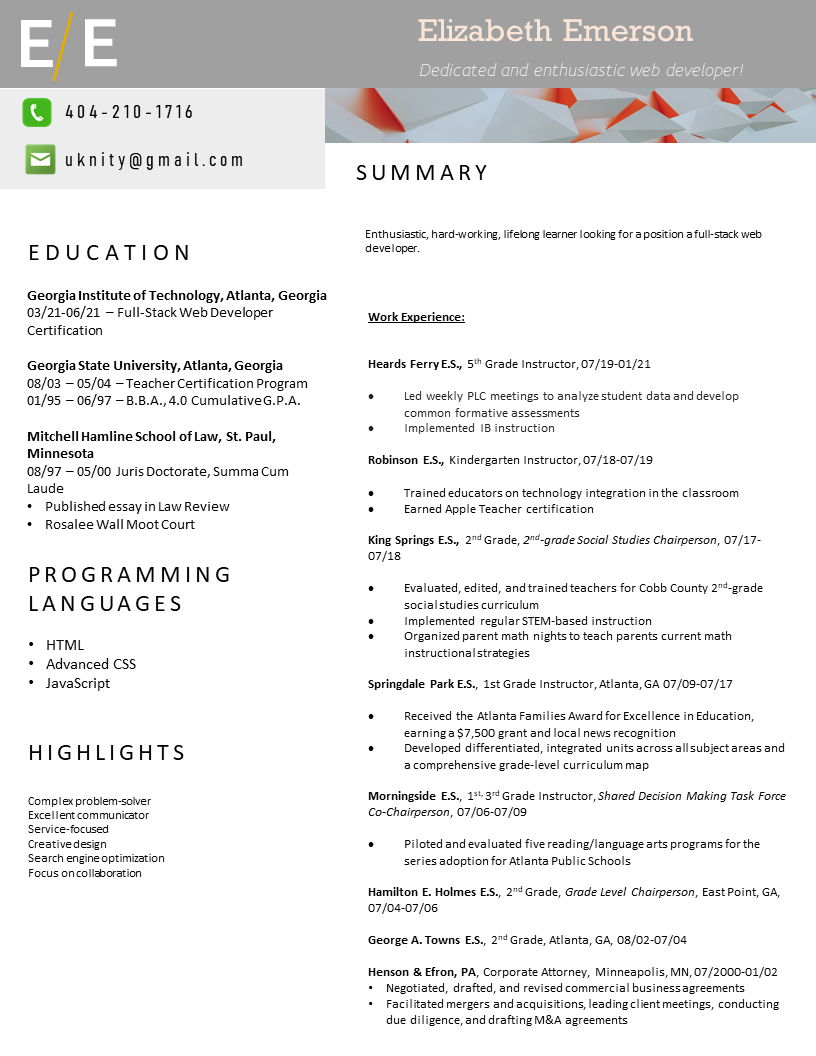 E/E
Elizabeth Emerson
Dedicated and enthusiastic web developer!
404-210-1716
uknity@gmail.com
EDUCATION
Georgia Institute of Technology, Atlanta, Georgia
03/21-06/21 – Full-Stack Web Developer
Certification
Georgia State University, Atlanta, Georgia
08/03 – 05/04 – Teacher Certification Program
01/95 – 06/97 – B.B.A., 4.0 Cumulative G.P.A.
Mitchell Hamline School of Law, St. Paul,
Minnesota
08/97 – 05/00 Juris Doctorate, Summa Cum
Laude
• Published essay in Law Review
• Rosalee Wall Moot Court
PROGRAMMING
LANGUAGES
• HTML
• Advanced CSS
• JavaScript
HIGHLIGHTS
Complex problem-solver
Excellent communicator
Service-focused
Creative design
Search engine optimization
Focus on collaboration
SUMMARY
Enthusiastic, hard-working, lifelong learner looking for a position a full-stack web
developer.
Work Experience:
Heards Ferry E.S., 5th Grade Instructor, 07/19-01/21
• Led weekly PLC meetings to analyze student data and develop
common formative assessments
• Implemented IB instruction
Robinson E.S., Kindergarten Instructor, 07/18-07/19
• Trained educators on technology integration in the classroom
• Earned Apple Teacher certification
King Springs E.S., 2nd Grade, 2nd-grade Social Studies Chairperson, 07/17-
07/18
• Evaluated, edited, and trained teachers for Cobb County 2nd-grade
social studies curriculum
• Implemented regular STEM-based instruction
• Organized parent math nights to teach parents current math
instructional strategies
Springdale Park E.S., 1st Grade Instructor, Atlanta, GA 07/09-07/17
• Received the Atlanta Families Award for Excellence in Education,
earning a $7,500 grant and local news recognition
• Developed differentiated, integrated units across all subject areas and
a comprehensive grade-level curriculum map
Morningside E.S., 1st, 3rd Grade Instructor, Shared Decision Making Task Force
Co-Chairperson, 07/06-07/09
• Piloted and evaluated five reading/language arts programs for the
series adoption for Atlanta Public Schools
Hamilton E. Holmes E.S., 2nd Grade, Grade Level Chairperson, East Point, GA,
07/04-07/06
George A. Towns E.S., 2nd Grade, Atlanta, GA, 08/02-07/04
Henson & Efron, PA, Corporate Attorney, Minneapolis, MN, 07/2000-01/02
• Negotiated, drafted, and revised commercial business agreements
• Facilitated mergers and acquisitions, leading client meetings, conducting
due diligence, and drafting M&A agreements